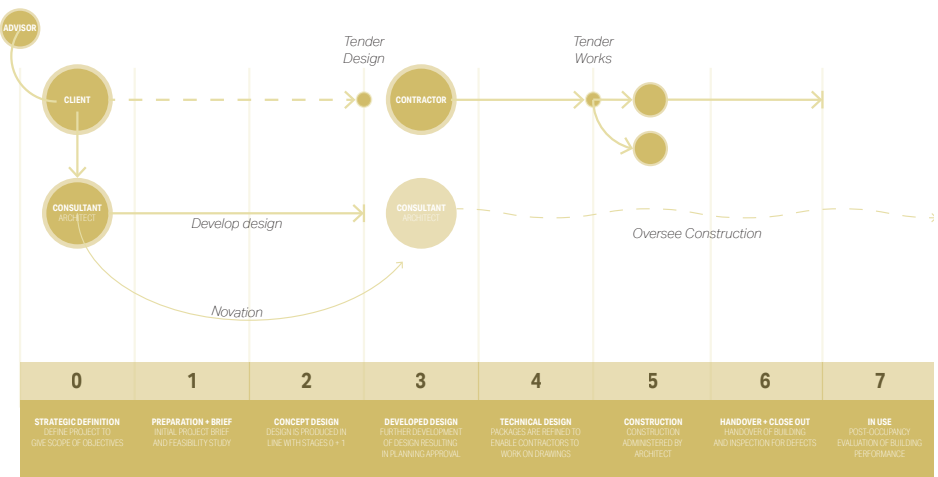 ADVISOR
Tender
Design
Tender
Works
CLIENT
CONTRACTOR
CONSULTANT
ARCHITECT
CONSULTANT
ARCHITECT
Develop design
Oversee Construction
Novation
0
1
2
3
4
5
6
7
STRATEGIC DEFINITION
DEFINE PROJECT TO
GIVE SCOPE OF OBJECTIVES
PREPARATION + BRIEF
INITIAL PROJECT BRIEF
AND FEASIBILITY STUDY
CONCEPT DESIGN
DESIGN IS PRODUCED IN
LINE WITH STAGES 0 + 1
DEVELOPED DESIGN
FURTHER DEVELOPMENT
OF DESIGN RESULTING
IN PLANNING APPROVAL
TECHNICAL DESIGN
PACKAGES ARE REFINED TO
ENABLE CONTRACTORS TO
WORK ON DRAWINGS
CONSTRUCTION
CONSTRUCTION
ADMINISTERED BY
ARCHITECT
HANDOVER + CLOSE OUT
HANDOVER OF BUILDING
AND INSPECTION FOR DEFECTS
IN USE
POST-OCCUPANCY
EVALUATION OF BUILDING
PERFORMANCE